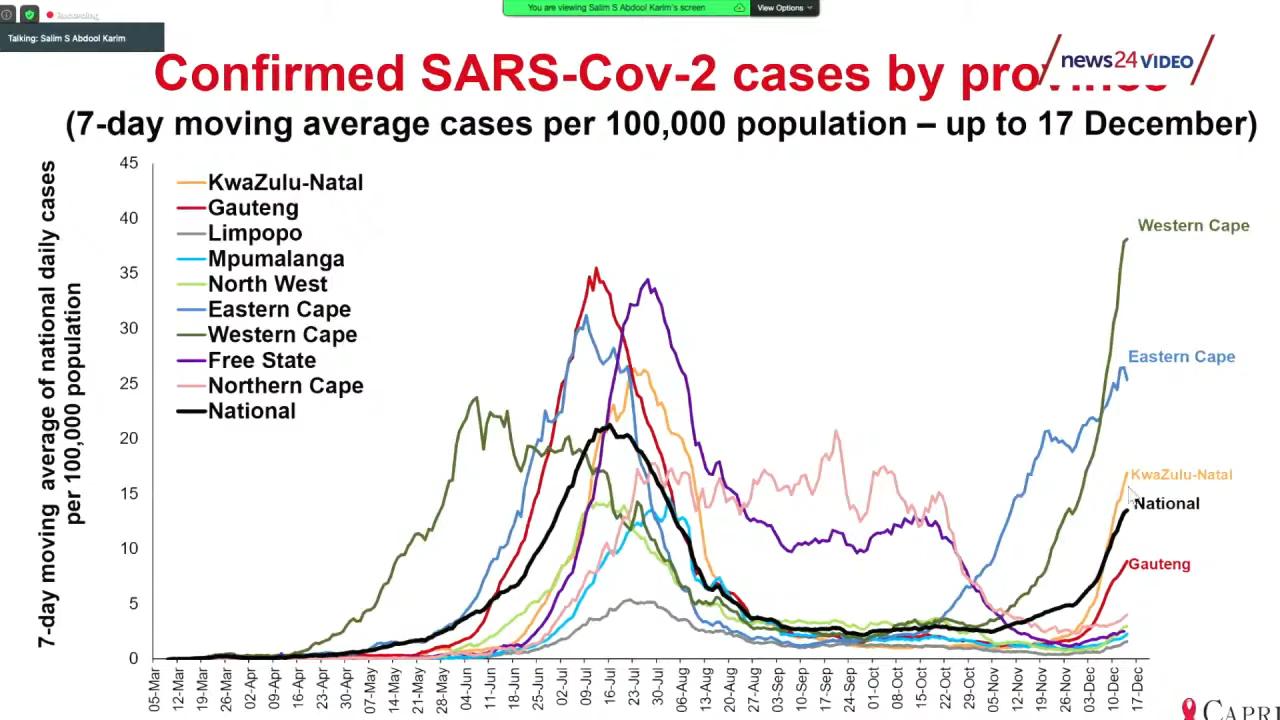 You are viewing Salim S Abdool Karim's screen
View Options
Recording
Talking: Salim S Abdool Karim
news24 VIDEO
Confirmed SARS-Cov-2 cases by province
(7-day moving average cases per 100,000 population – up to 17 December)
7-day moving average of national daily cases
per 100,000 population
45
40
35
30
25
20
15
10
5
0
KwaZulu-Natal
Gauteng
Limpopo
Mpumalanga
North West
Eastern Cape
Western Cape
Free State
Northern Cape
National
Western Cape
Eastern Cape
KwaZulu-Natal
National
Gauteng
05-Mar
12-Mar
19-Mar
26-Mar
02-Apr
09-Apr
16-Apr
23-Apr
30-Apr
07-May
14-May
21-May
28-May
04-Jun
11-Jun
18-Jun
25-Jun
02-Jul
09-Jul
16-Jul
23-Jul
30-Jul
06-Aug
13-Aug
20-Aug
27-Aug
03-Sep
10-Sep
17-Sep
24-Sep
01-Oct
08-Oct
15-Oct
22-Oct
29-Oct
05-Nov
12-Nov
19-Nov
26-Nov
03-Dec
10-Dec
17-Dec
CAPRI